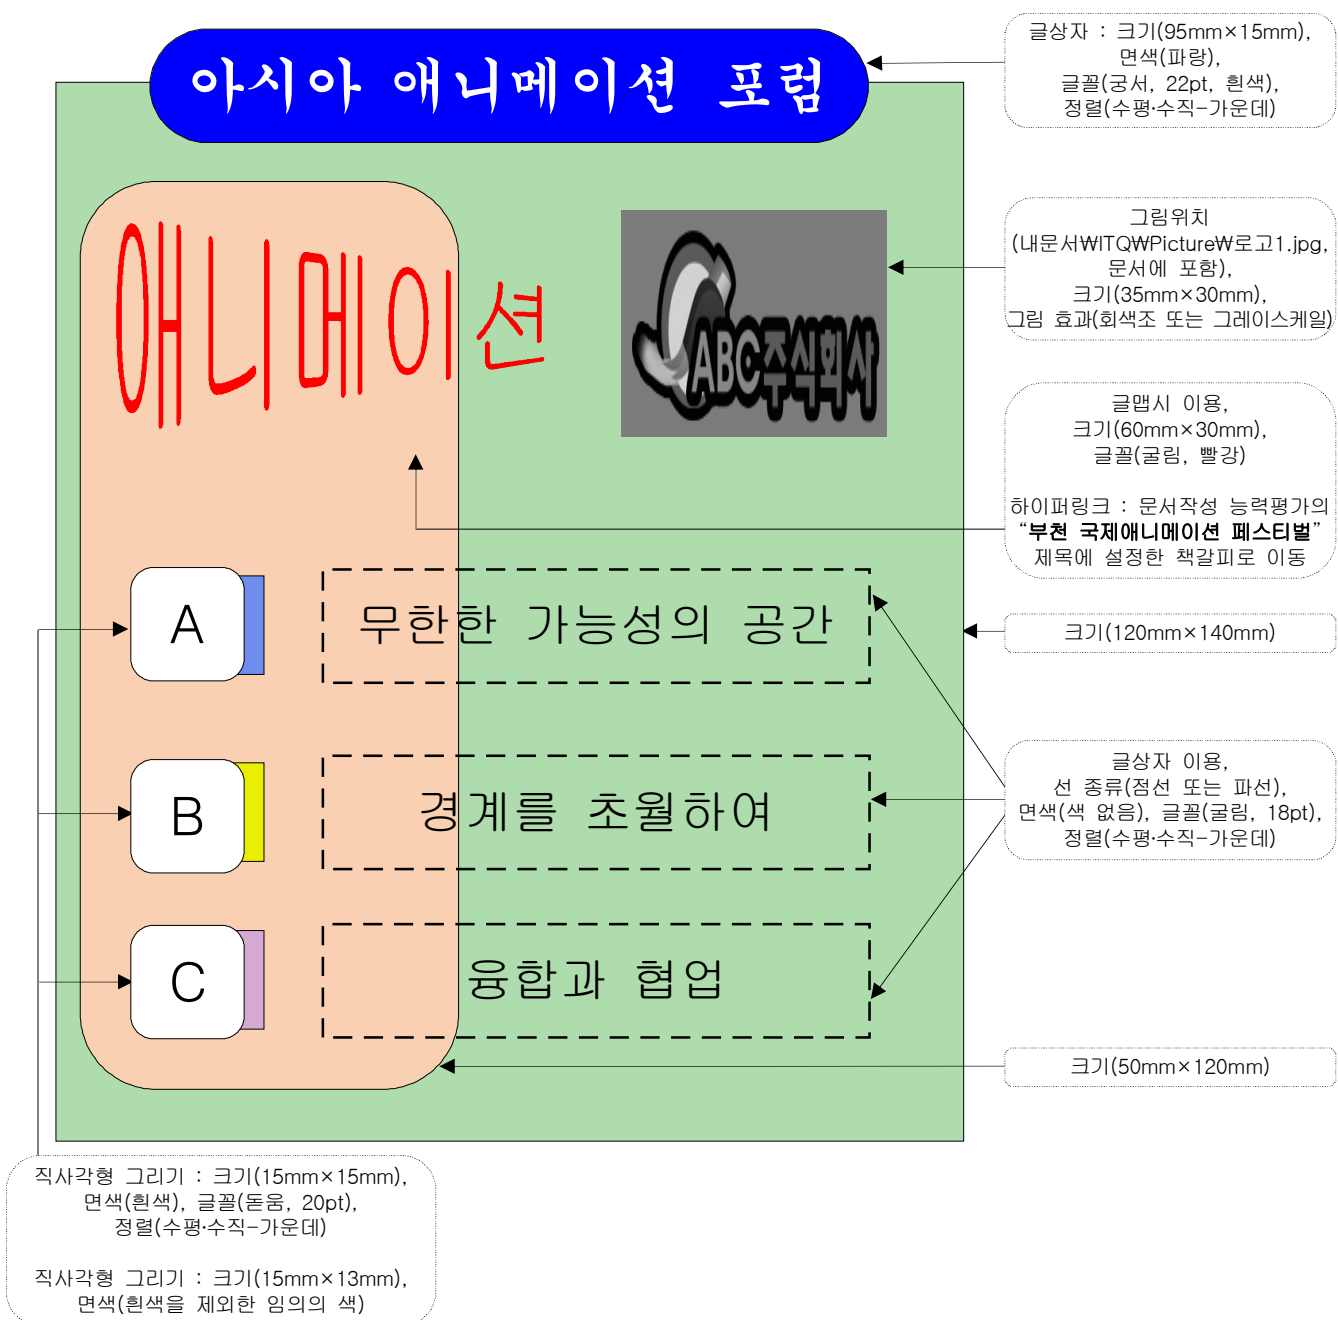 아시아 애니메이션 포럼
글상자 : 크기(95mm×15mm),
면색(파랑),
글꼴(궁서, 22pt, 흰색),
정렬(수평·수직-가운데)
애니메이션
ABC주식회사
그림위치
(내문서₩ITQ₩Picture₩로고1.jpg,
문서에 포함),
크기(35mm×30mm),
그림 효과(회색조 또는 그레이스케일)
글맵시 이용,
크기(60mm×30mm),
글꼴(굴림, 빨강)
하이퍼링크 : 문서작성 능력평가의
“부천 국제애니메이션 페스티벌”
제목에 설정한 책갈피로 이동
A
무한한 가능성의 공간
크기(120mm×140mm)
B
경계를 초월하여
글상자 이용,
선 종류(점선 또는 파선),
면색(색 없음), 글꼴(굴림, 18pt),
정렬(수평·수직-가운데)
C
융합과 협업
크기(50mm×120mm)
직사각형 그리기 : 크기(15mm×15mm),
면색(흰색), 글꼴(돋움, 20pt),
정렬(수평·수직-가운데)
직사각형 그리기 : 크기(15mm×13mm),
면색(흰색을 제외한 임의의 색)